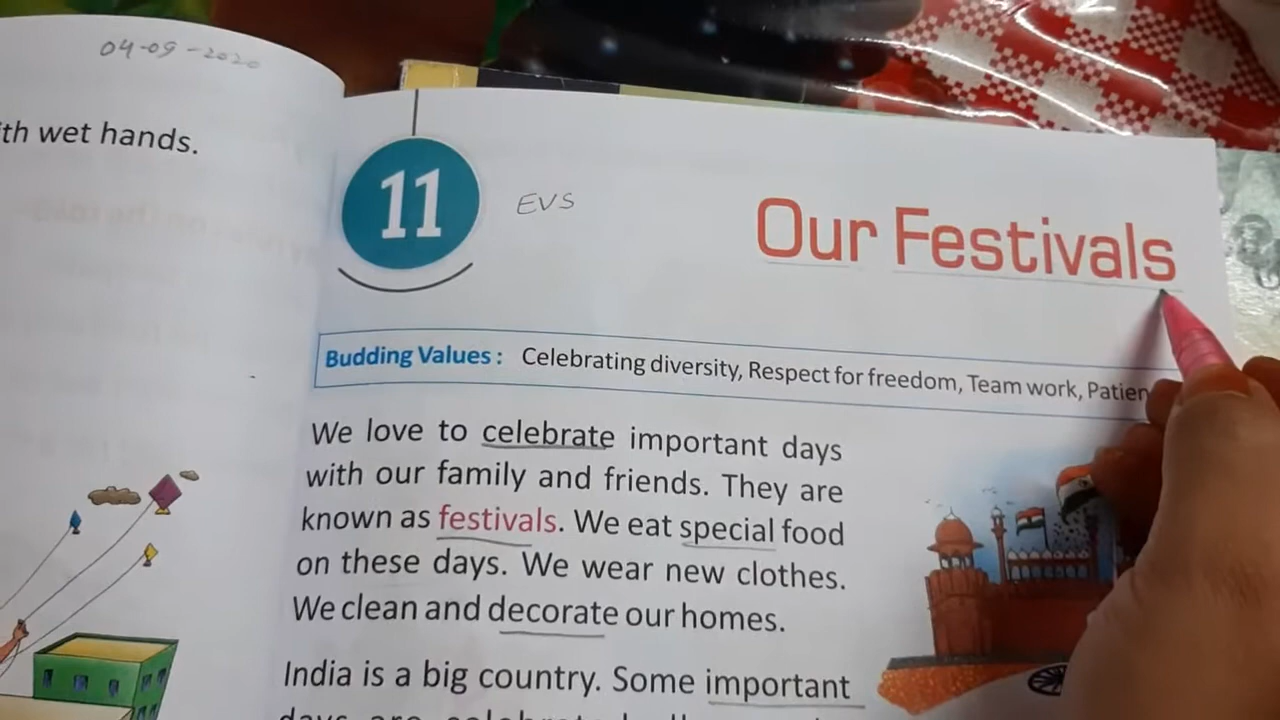 04-09-2020
ith wet hands.
11
EVS
Our Festivals
Budding Values : Celebrating diversity, Respect for freedom, Team work, Patien
We love to celebrate important days
with our family and friends. They are
known as festivals. We eat special food
on these days. We wear new clothes.
We clean and decorate our homes.
India is a big country. Some important
days are